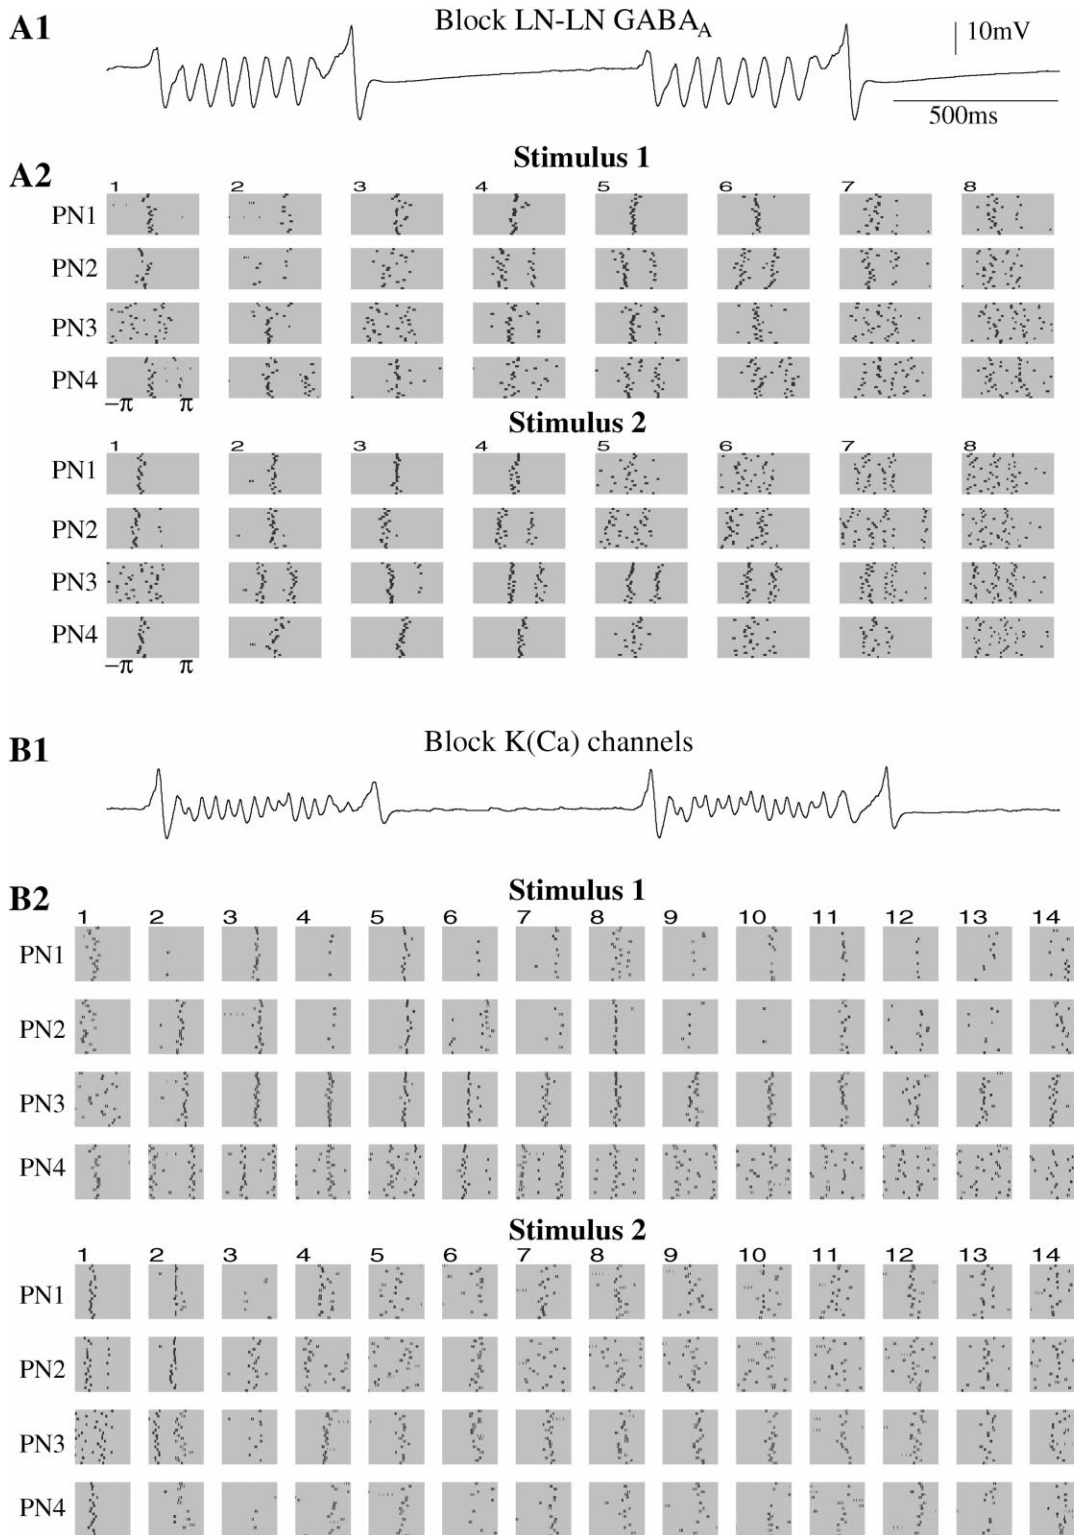 A1
Block LN-LN GABA_A
10mV
500ms
A2
Stimulus 1
1 2 3 4 5 6 7 8
PN1
PN2
PN3
PN4
−π π
Stimulus 2
1 2 3 4 5 6 7 8
PN1
PN2
PN3
PN4
−π π
B1
Block K(Ca) channels
B2
Stimulus 1
1 2 3 4 5 6 7 8 9 10 11 12 13 14
PN1
PN2
PN3
PN4
Stimulus 2
1 2 3 4 5 6 7 8 9 10 11 12 13 14
PN1
PN2
PN3
PN4